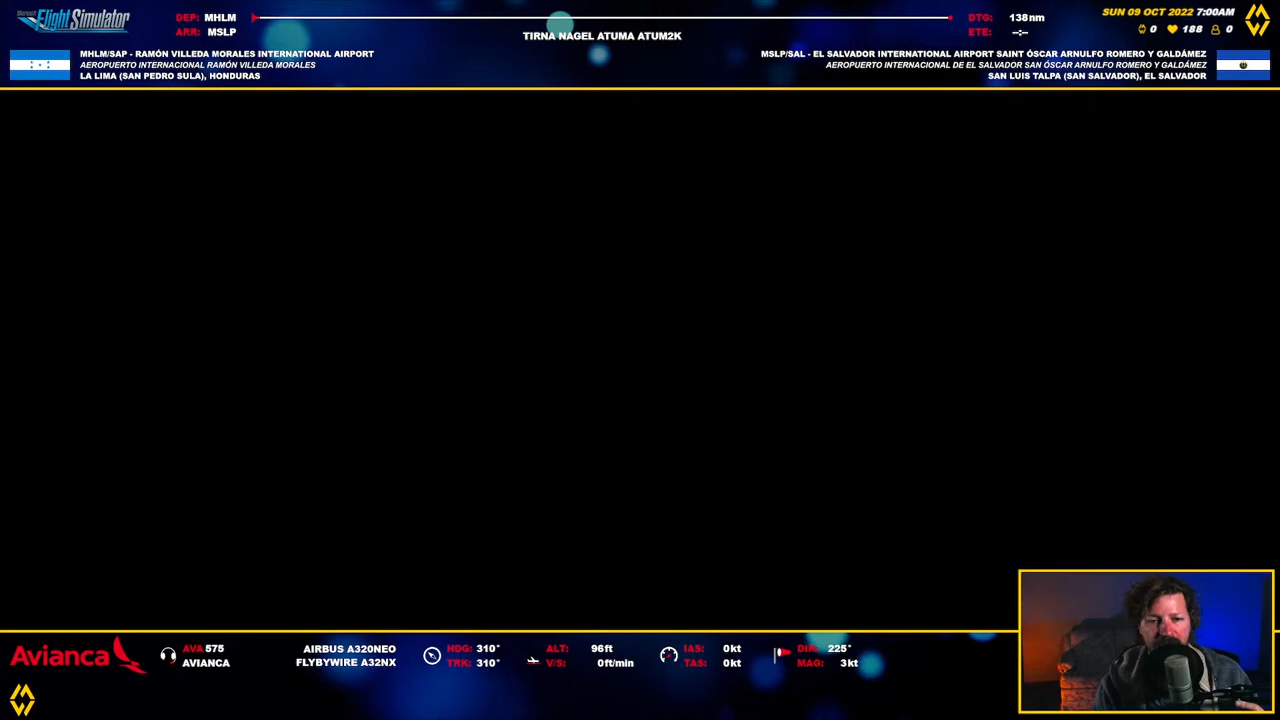 Microsoft
Flight Simulator
DEP: MHLM
ARR: MSLP
TIRNA NAGEL ATUMA ATUM2K
DTG: 138nm
ETE: --:--
SUN 09 OCT 2022 7:00AM
0 188 0
MHLM/SAP - RAMÓN VILLEDA MORALES INTERNATIONAL AIRPORT
AEROPUERTO INTERNACIONAL RAMÓN VILLEDA MORALES
LA LIMA (SAN PEDRO SULA), HONDURAS
MSLP/SAL - EL SALVADOR INTERNATIONAL AIRPORT SAINT ÓSCAR ARNULFO ROMERO Y GALDÁMEZ
AEROPUERTO INTERNACIONAL DE EL SALVADOR SAN ÓSCAR ARNULFO ROMERO Y GALDÁMEZ
SAN LUIS TALPA (SAN SALVADOR), EL SALVADOR
Avianca
AVA 575
AVIANCA
AIRBUS A320NEO
FLYBYWIRE A32NX
HDG: 310°
TRK: 310°
ALT: 96ft
V/S: 0ft/min
IAS: 0kt
TAS: 0kt
DIR: 225°
MAG: 3kt